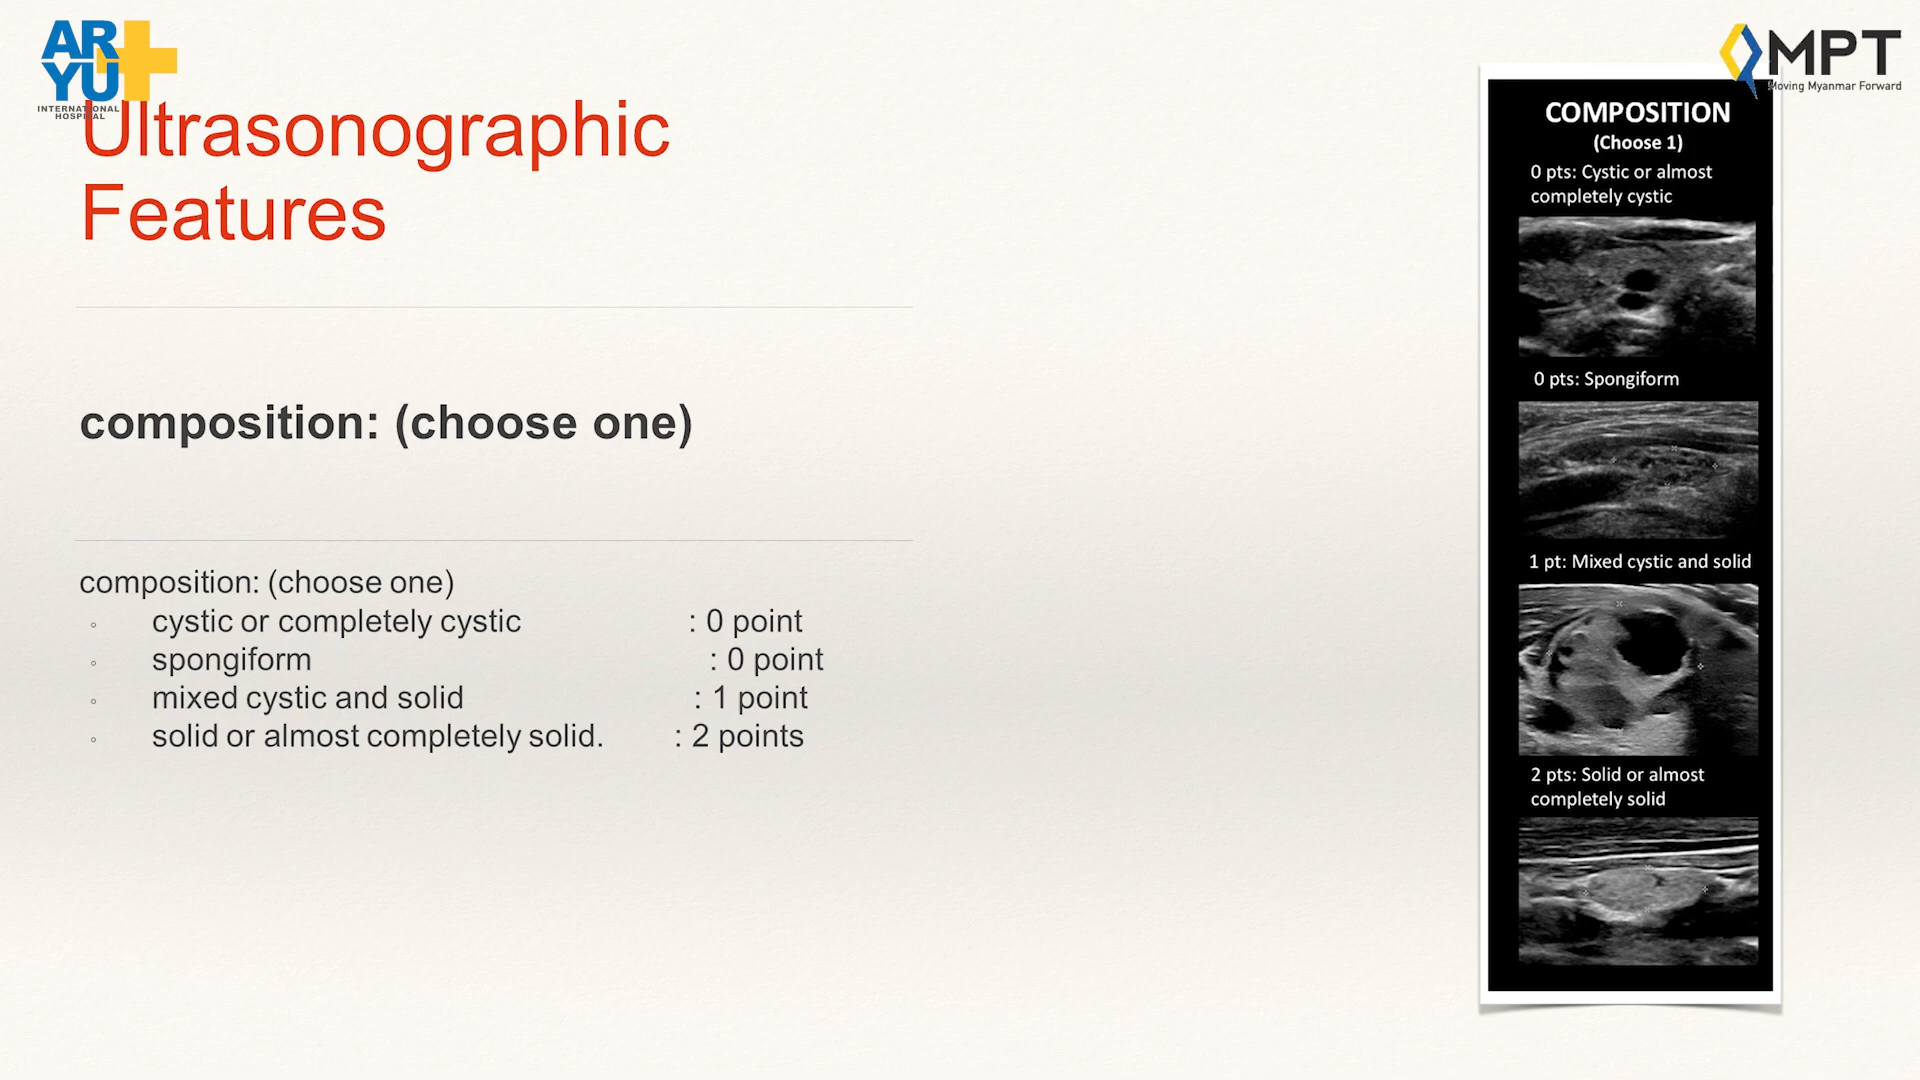 AR
YU
INTERNATIONAL
HOSPITAL
MPT
Moving Myanmar Forward
Ultrasonographic
Features
composition: (choose one)
composition: (choose one)
◦ cystic or completely cystic : 0 point
◦ spongiform : 0 point
◦ mixed cystic and solid : 1 point
◦ solid or almost completely solid. : 2 points
COMPOSITION
(Choose 1)
0 pts: Cystic or almost
completely cystic
0 pts: Spongiform
1 pt: Mixed cystic and solid
2 pts: Solid or almost
completely solid